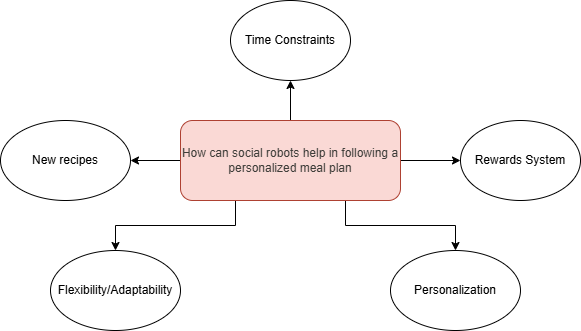 Time Constraints
New recipes
How can social robots help in following a
personalized meal plan
Rewards System
Flexibility/Adaptability
Personalization